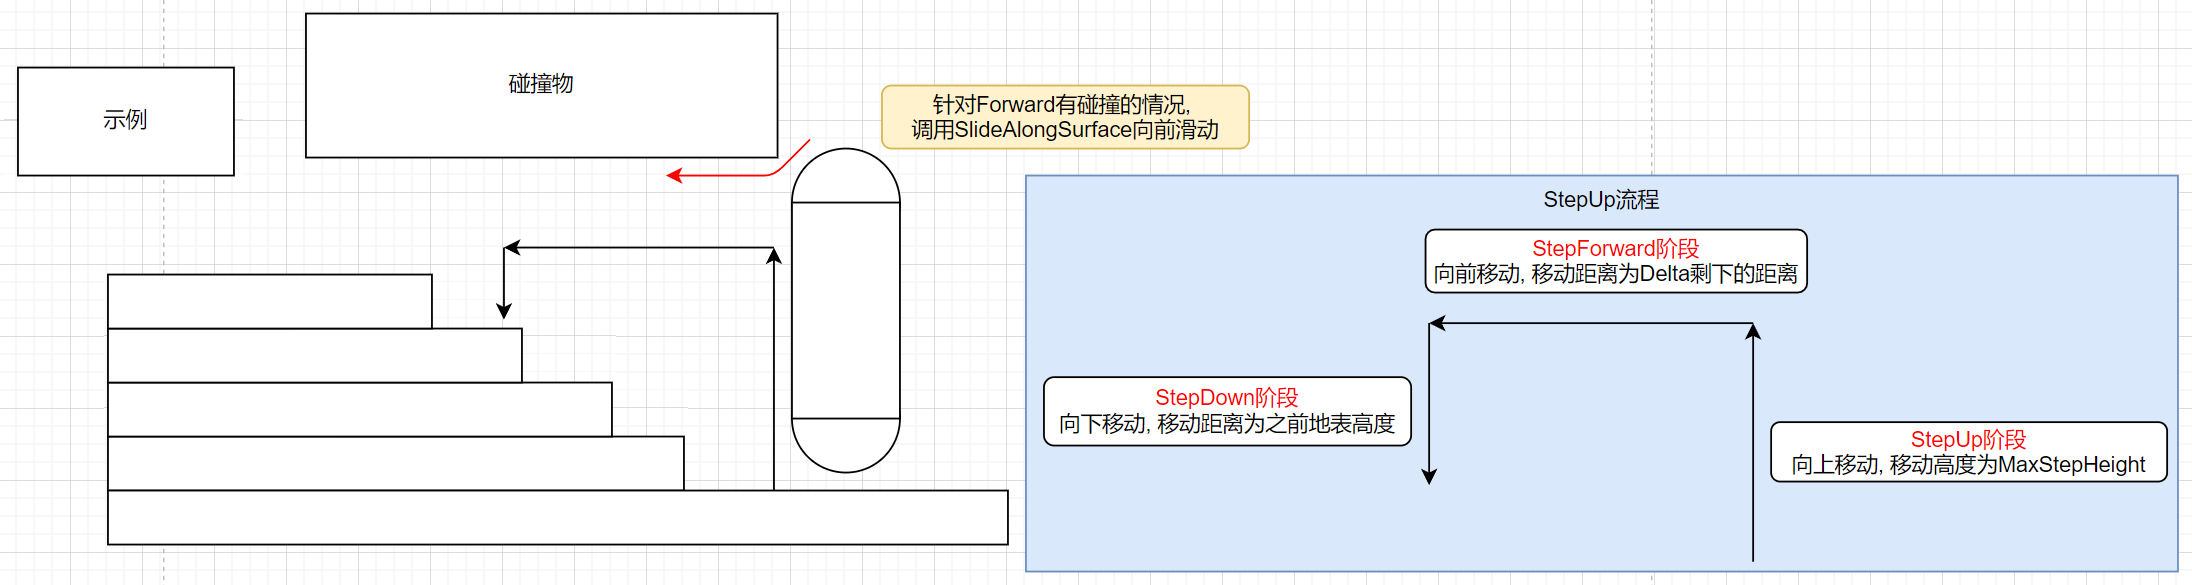 示例
碰撞物
针对Forward有碰撞的情况,
调用SlideAlongSurface向前滑动
StepUp流程
StepForward阶段
向前移动, 移动距离为Delta剩下的距离
StepDown阶段
向下移动, 移动距离为之前地表高度
StepUp阶段
向上移动, 移动高度为MaxStepHeight